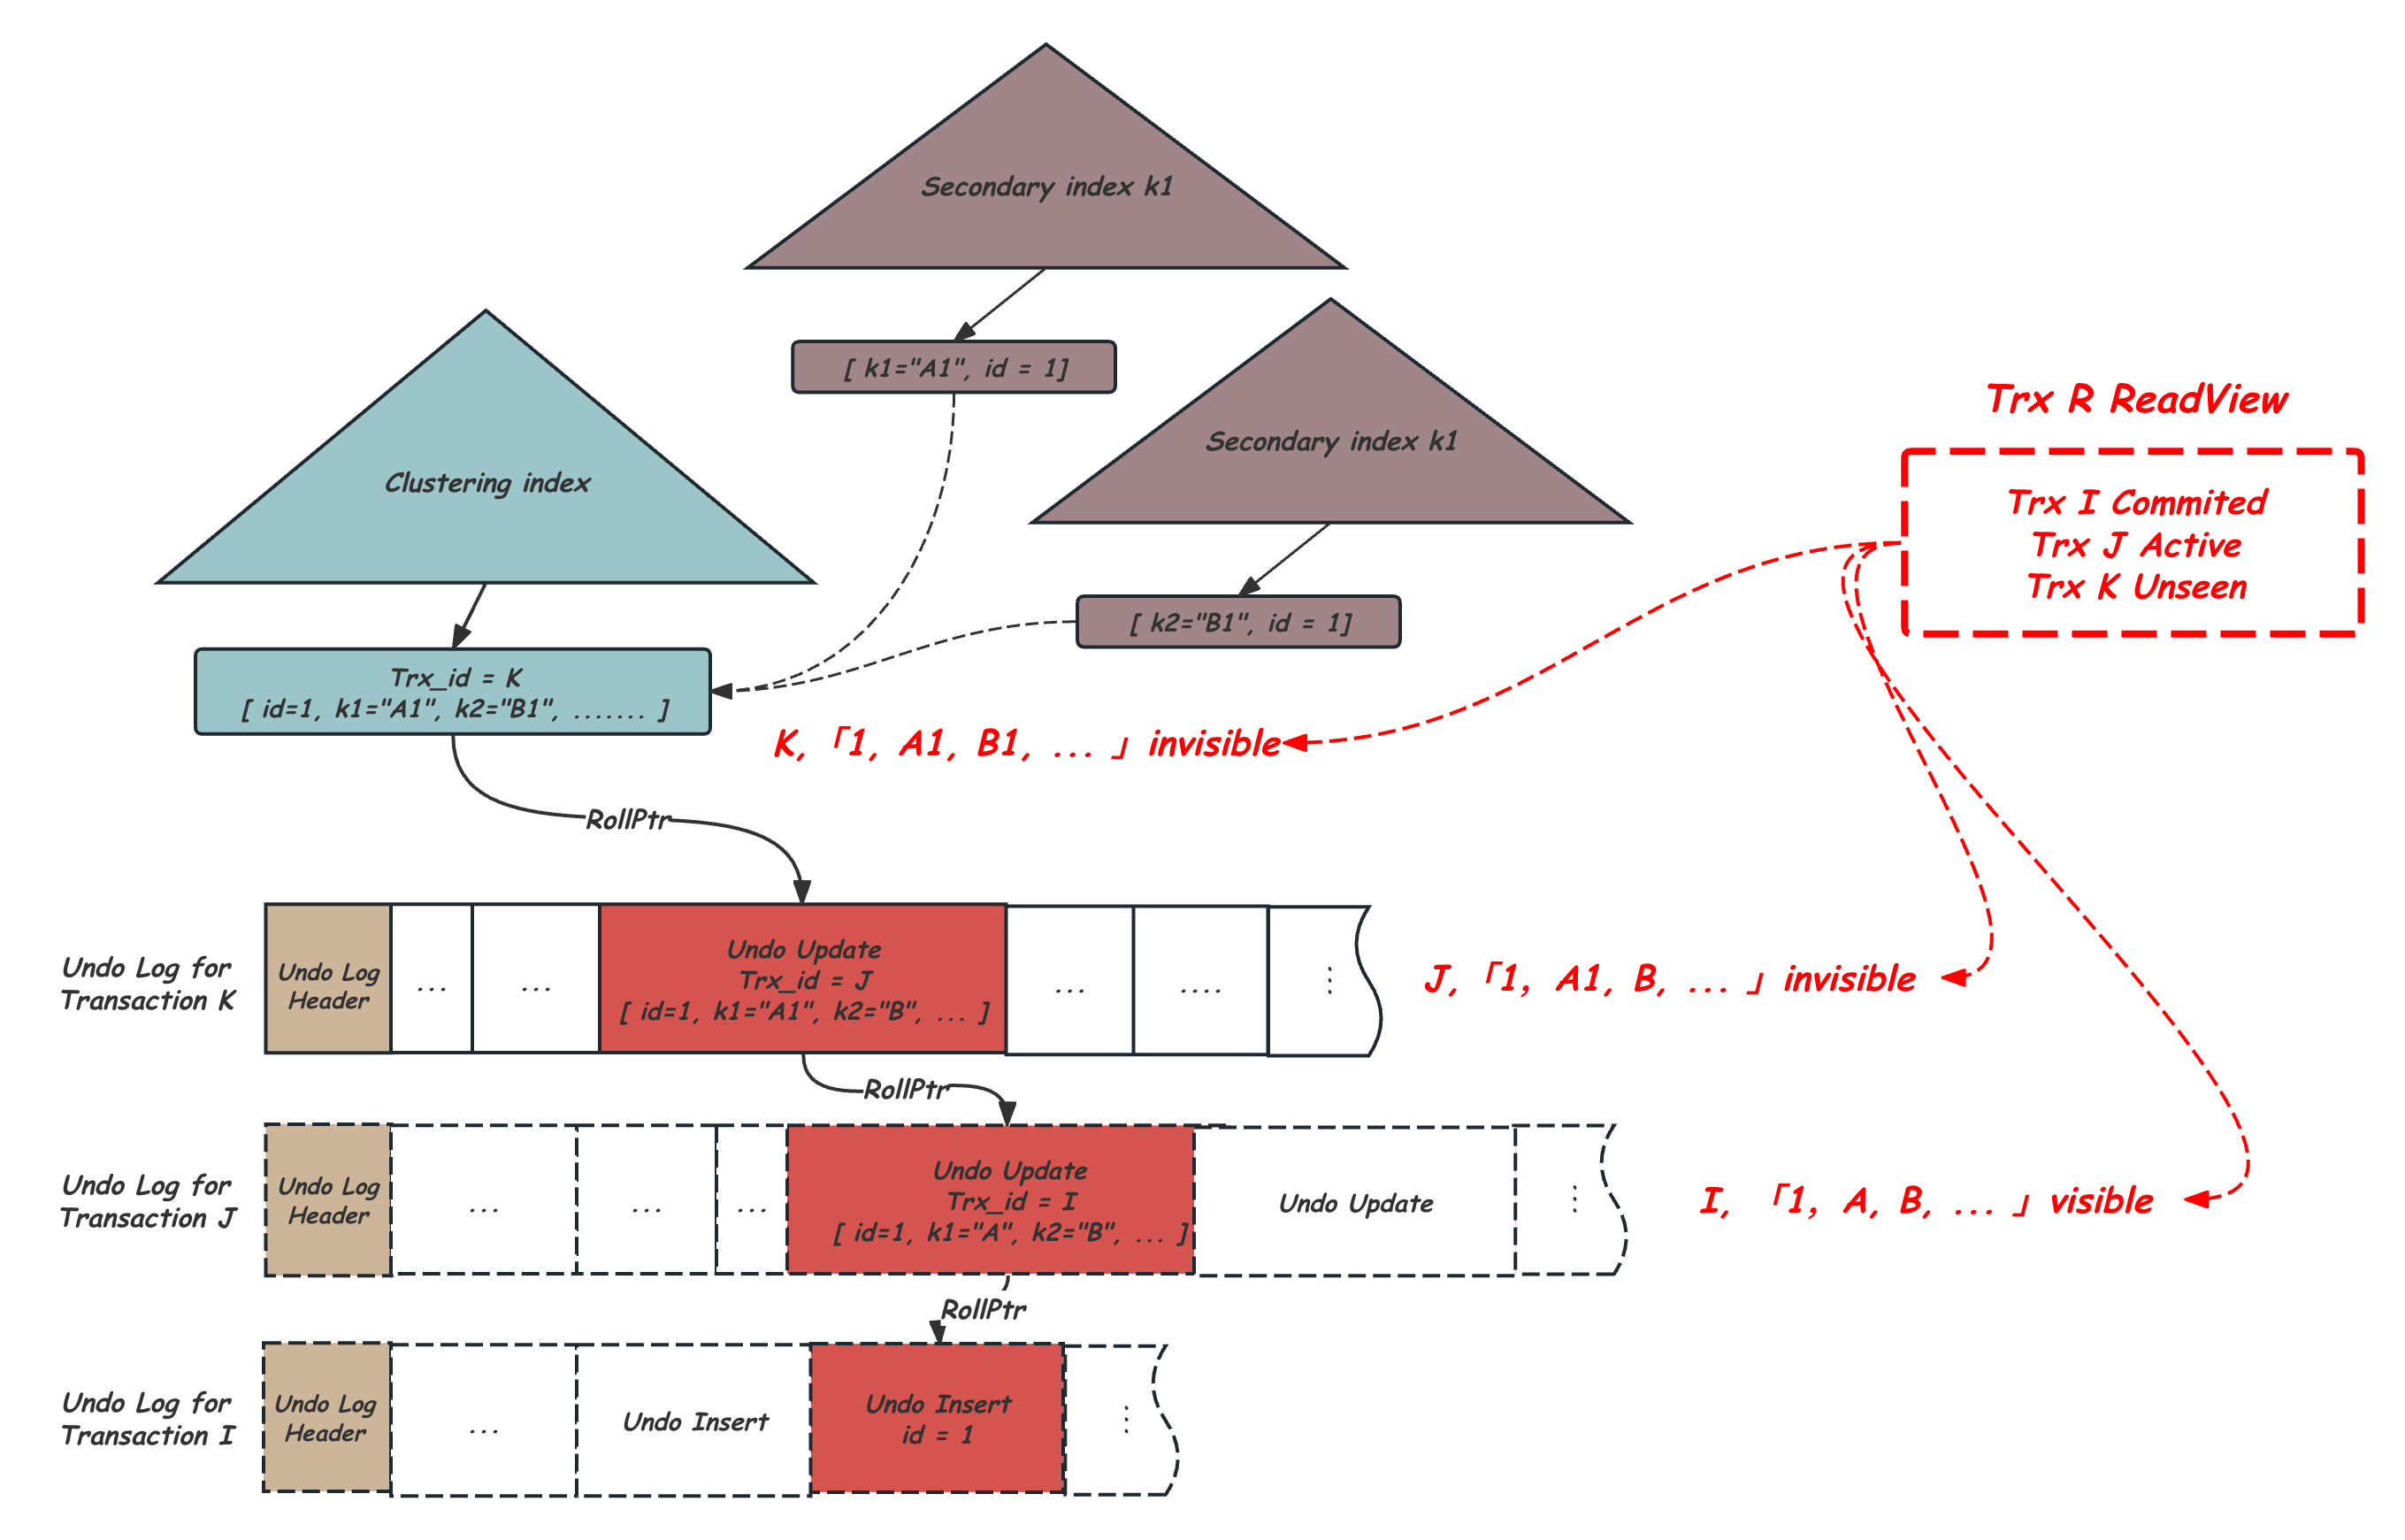 Secondary index k1
[ k1="A1", id = 1]
Secondary index k1
[ k2="B1", id = 1]
Clustering index
Trx_id = K
[ id=1, k1="A1", k2="B1", ....... ]
Trx R ReadView
Trx I Commited
Trx J Active
Trx K Unseen
K, 「1, A1, B1, ... 」 invisible
RollPtr
Undo Log for
Transaction K
Undo Log
Header
...
...
Undo Update
Trx_id = J
[ id=1, k1="A1", k2="B", ... ]
...
....
...
J, 「1, A1, B, ... 」 invisible
RollPtr
Undo Log for
Transaction J
Undo Log
Header
...
...
...
Undo Update
Trx_id = I
[ id=1, k1="A", k2="B", ... ]
Undo Update
...
I, 「1, A, B, ... 」 visible
RollPtr
Undo Log for
Transaction I
Undo Log
Header
...
Undo Insert
Undo Insert
id = 1
...